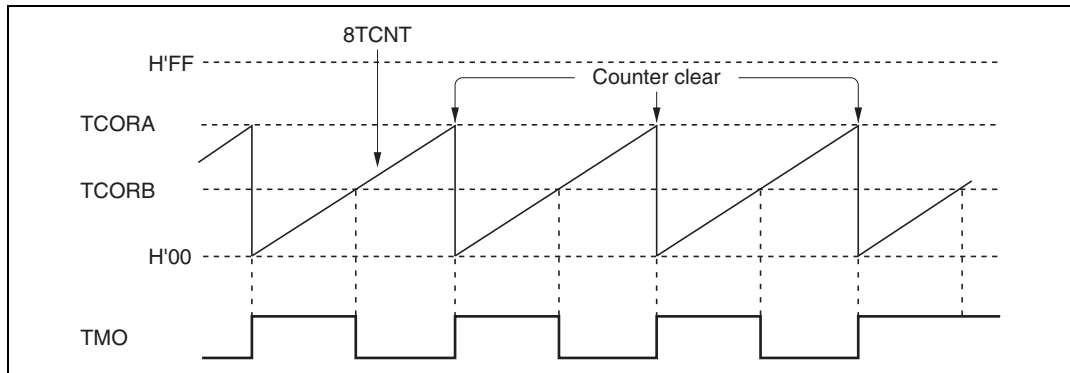 8TCNT
H'FF
Counter clear
TCORA
TCORB
H'00
TMO